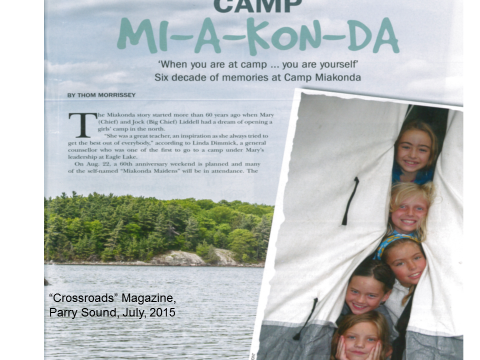 CAMP
MI-A-KON-DA
'When you are at camp ... you are yourself'
Six decade of memories at Camp Miakonda
BY THOM MORRISSEY
The Miakonda story started more than 60 years ago when Mary
(Chief) and Jock (Big Chief) Liddell had a dream of opening a
girls' camp in the north.
"She was a great teacher, an inspiration as she always tried to
get the best out of everybody," according to Linda Dimmick, a general
counsellor who was one of the first to go to a camp under Mary's
leadership at Eagle Lake.
On Aug. 22, a 60th anniversary weekend is planned and many
of the self-named "Miakonda Maidens" will be in attendance. The
"Crossroads" Magazine,
Parry Sound, July, 2015